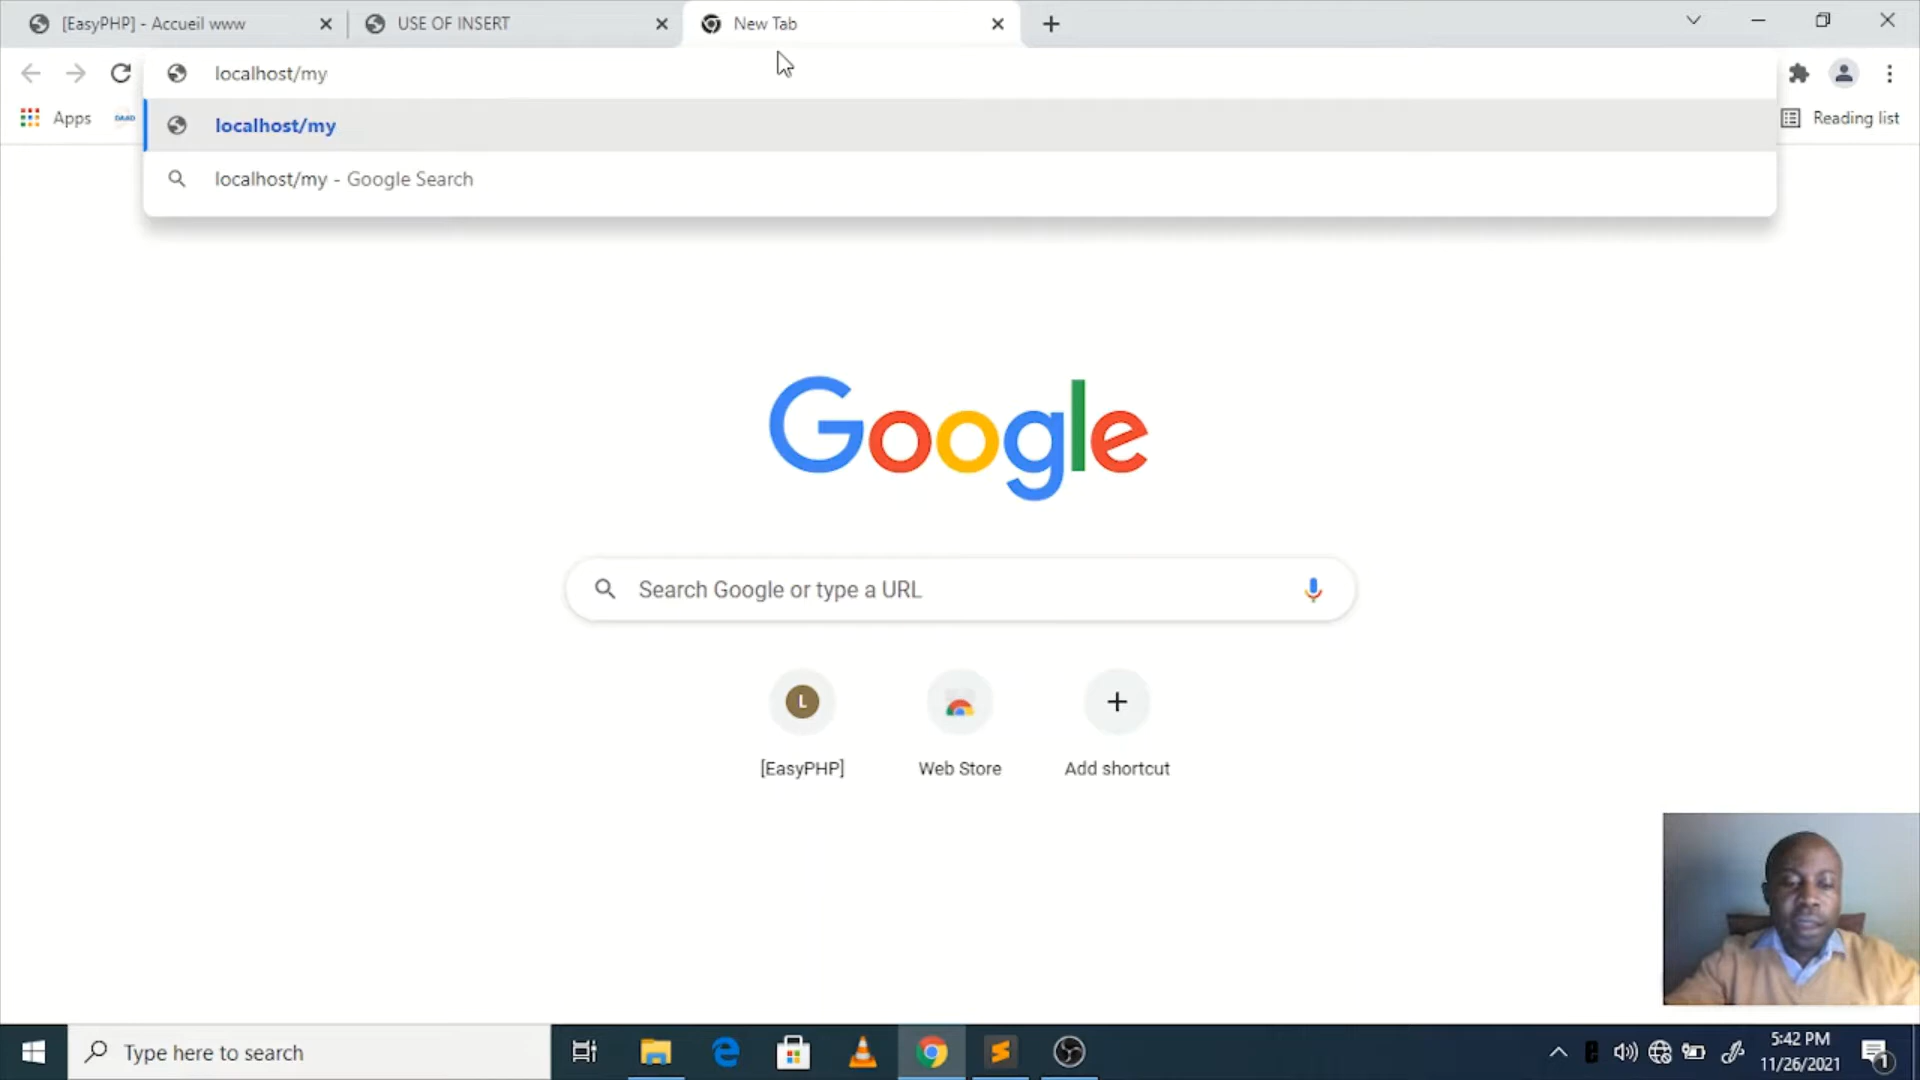 [EasyPHP] - Accueil www
USE OF INSERT
New Tab
localhost/my
Apps
DAAD
localhost/my
Reading list
localhost/my - Google Search
Google
Search Google or type a URL
L
[EasyPHP]
Web Store
Add shortcut
Type here to search
5:42 PM
11/26/2021
1